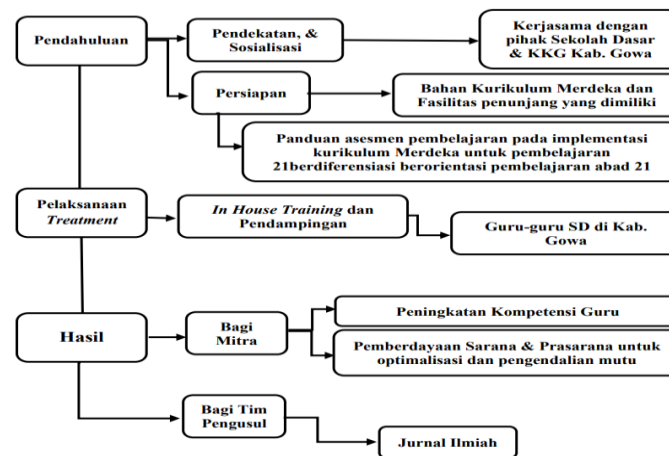 Pendahuluan
Pendekatan, &
Sosialisasi
Kerjasama dengan
pihak Sekolah Dasar
& KKG Kab. Gowa
Persiapan
Bahan Kurikulum Merdeka dan
Fasilitas penunjang yang dimiliki
Panduan asesmen pembelajaran pada implementasi
kurikulum Merdeka untuk pembelajaran
21berdiferensiasi berorientasi pembelajaran abad 21
Pelaksanaan
Treatment
In House Training dan
Pendampingan
Guru-guru SD di Kab.
Gowa
Hasil
Bagi
Mitra
Peningkatan Kompetensi Guru
Pemberdayaan Sarana & Prasarana untuk
optimalisasi dan pengendalian mutu
Bagi Tim
Pengusul
Jurnal Ilmiah